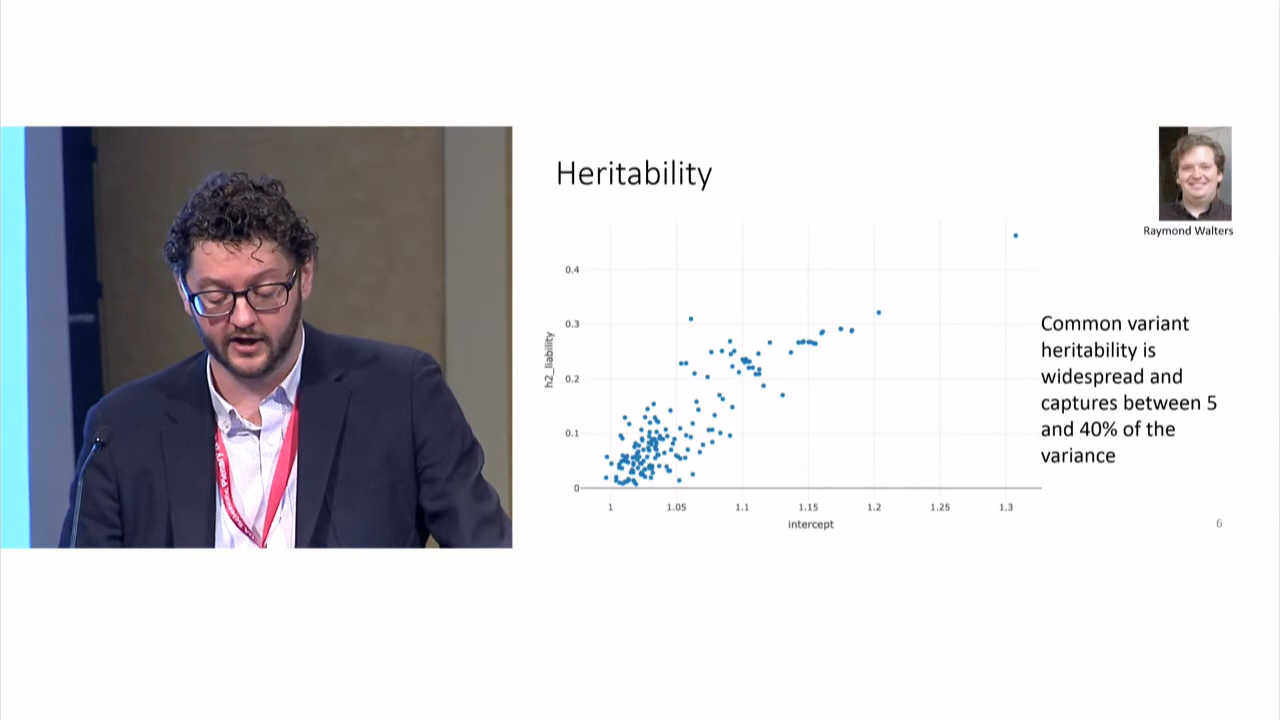 Heritability
Raymond Walters
0.4
0.3
0.2
0.1
0
h2_liability
1
1.05
1.1
1.15
1.2
1.25
1.3
intercept
Common variant
heritability is
widespread and
captures between 5
and 40% of the
variance
6